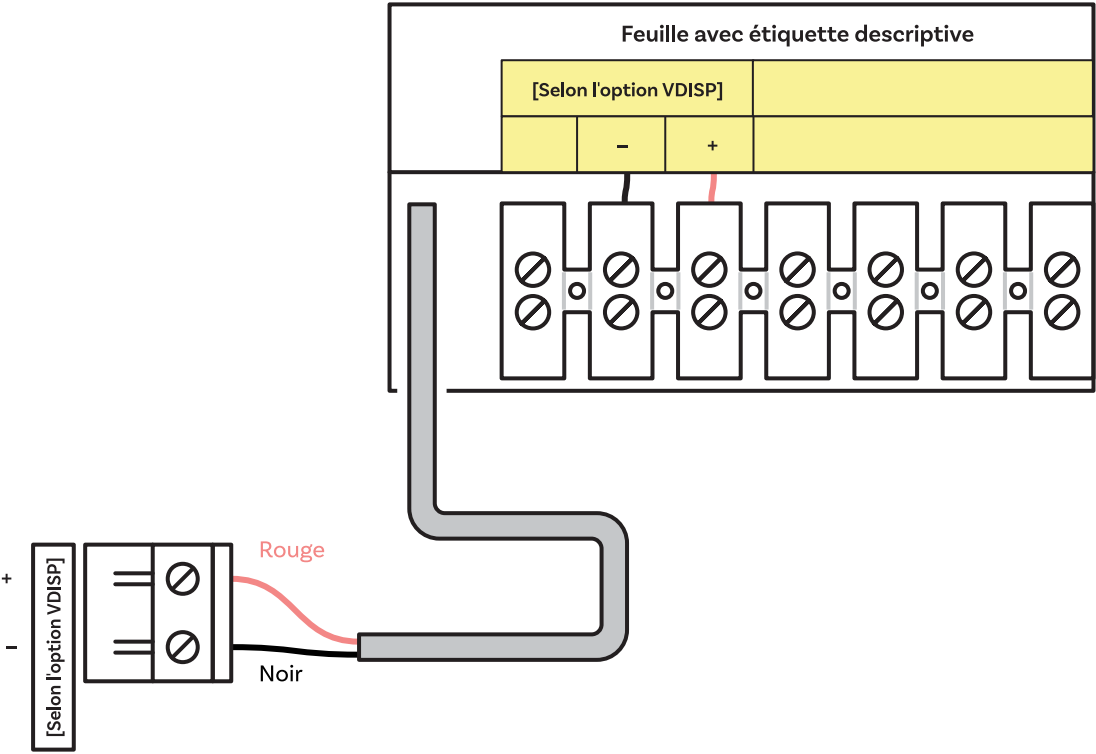 Feuille avec étiquette descriptive
[Selon l'option VDISP]
– +
Rouge
+
[Selon l'option VDISP]
–
Noir